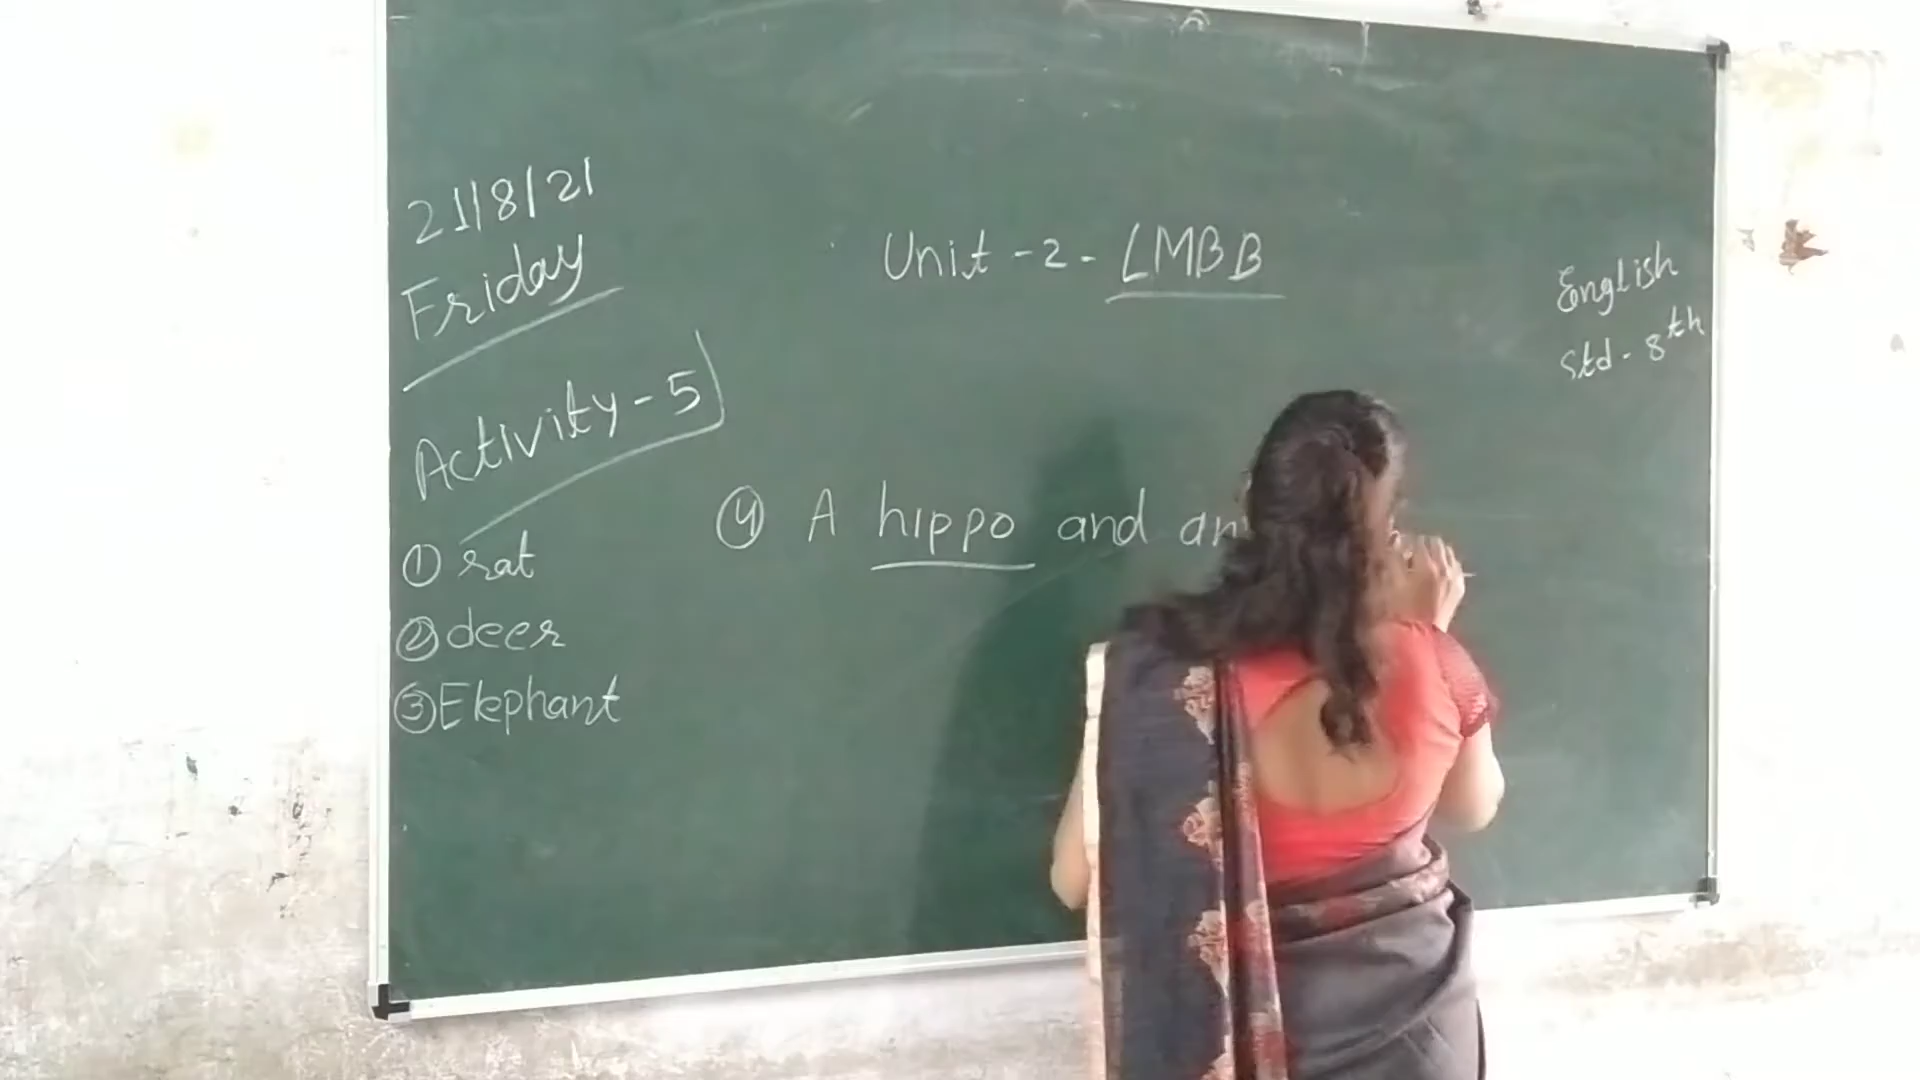 21/8/21
Friday
Unit - 2 - LMBB
English
Std - 8th
Activity - 5
① rat
② deer
③ Elephant
④ A hippo and an